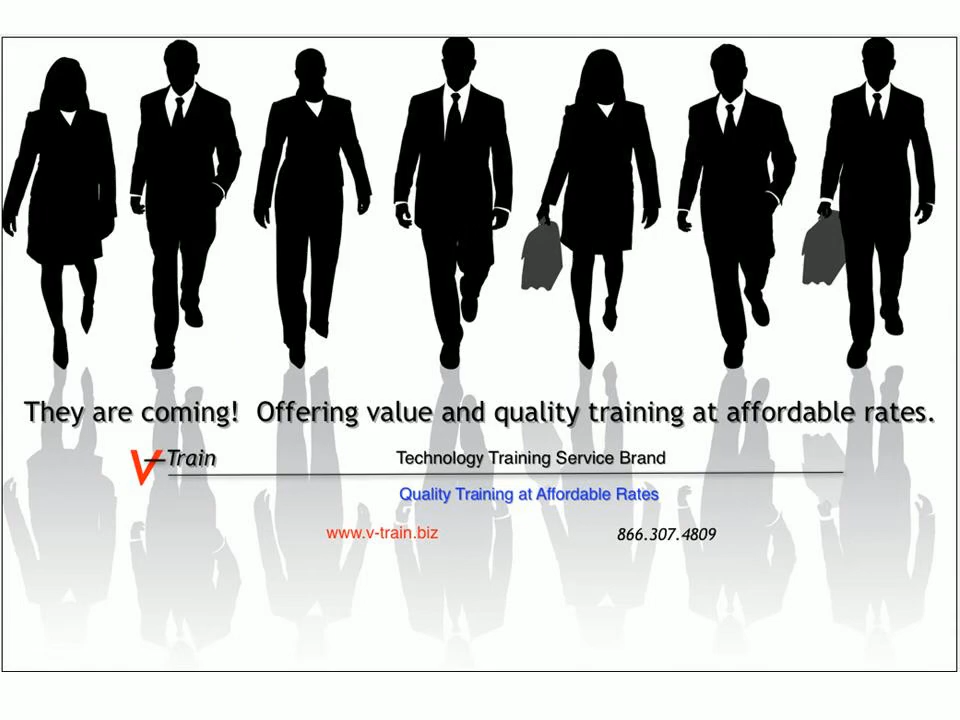 They are coming!  Offering value and quality training at affordable rates.
V-Train
Technology Training Service Brand
Quality Training at Affordable Rates
www.v-train.biz
866.307.4809